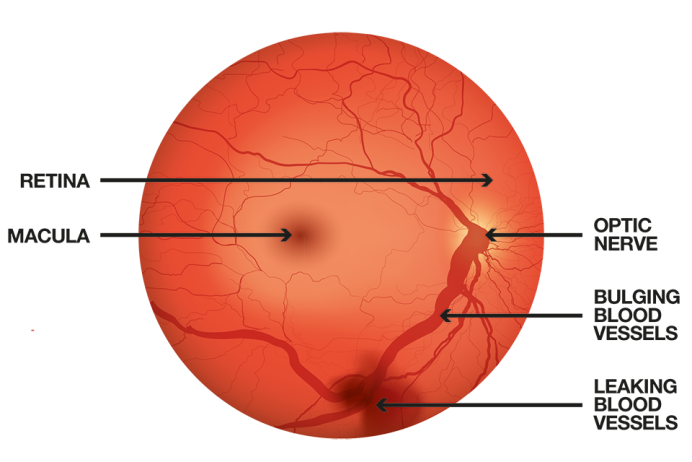 RETINA
MACULA
OPTIC
NERVE
BULGING
BLOOD
VESSELS
LEAKING
BLOOD
VESSELS